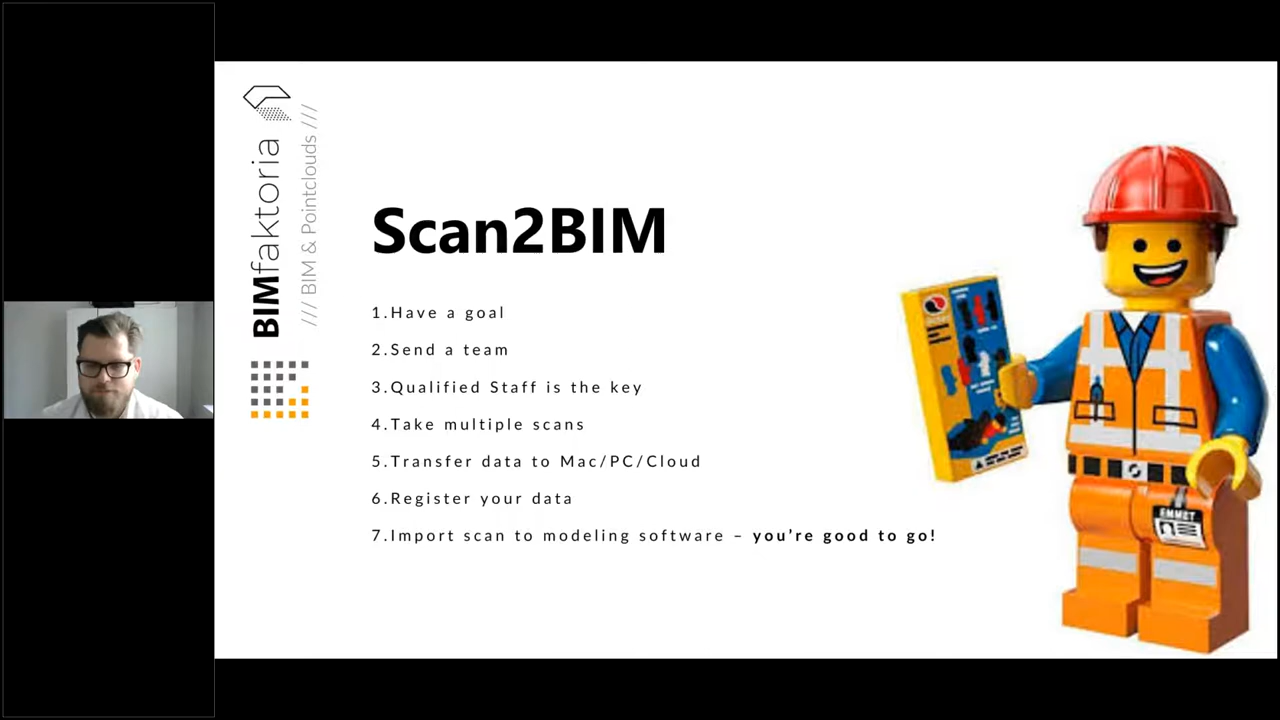 BIMfaktoria
/// BIM & Pointclouds ///
Scan2BIM
1.Have a goal
2.Send a team
3.Qualified Staff is the key
4.Take multiple scans
5.Transfer data to Mac/PC/Cloud
6.Register your data
7.Import scan to modeling software – you're good to go!
EMMET